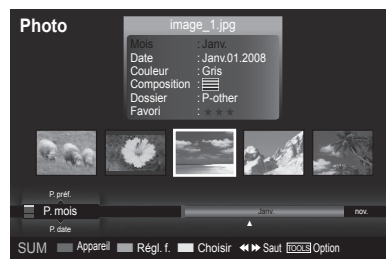 Photo
image_1.jpg
Mois : Janv.
Date : Janv.01.2008
Couleur : Gris
Composition :
Dossier : P-other
Favori : ★ ★ ★
P. préf.
P. mois
Janv.
nov.
P. date
SUM Appareil Régl. f. Choisir ◀◀ ▶▶ Saut TOOLS Option